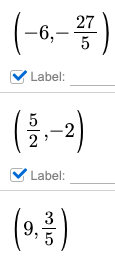 (-6,-27/5)
Label:
(5/2,-2)
Label:
(9,3/5)